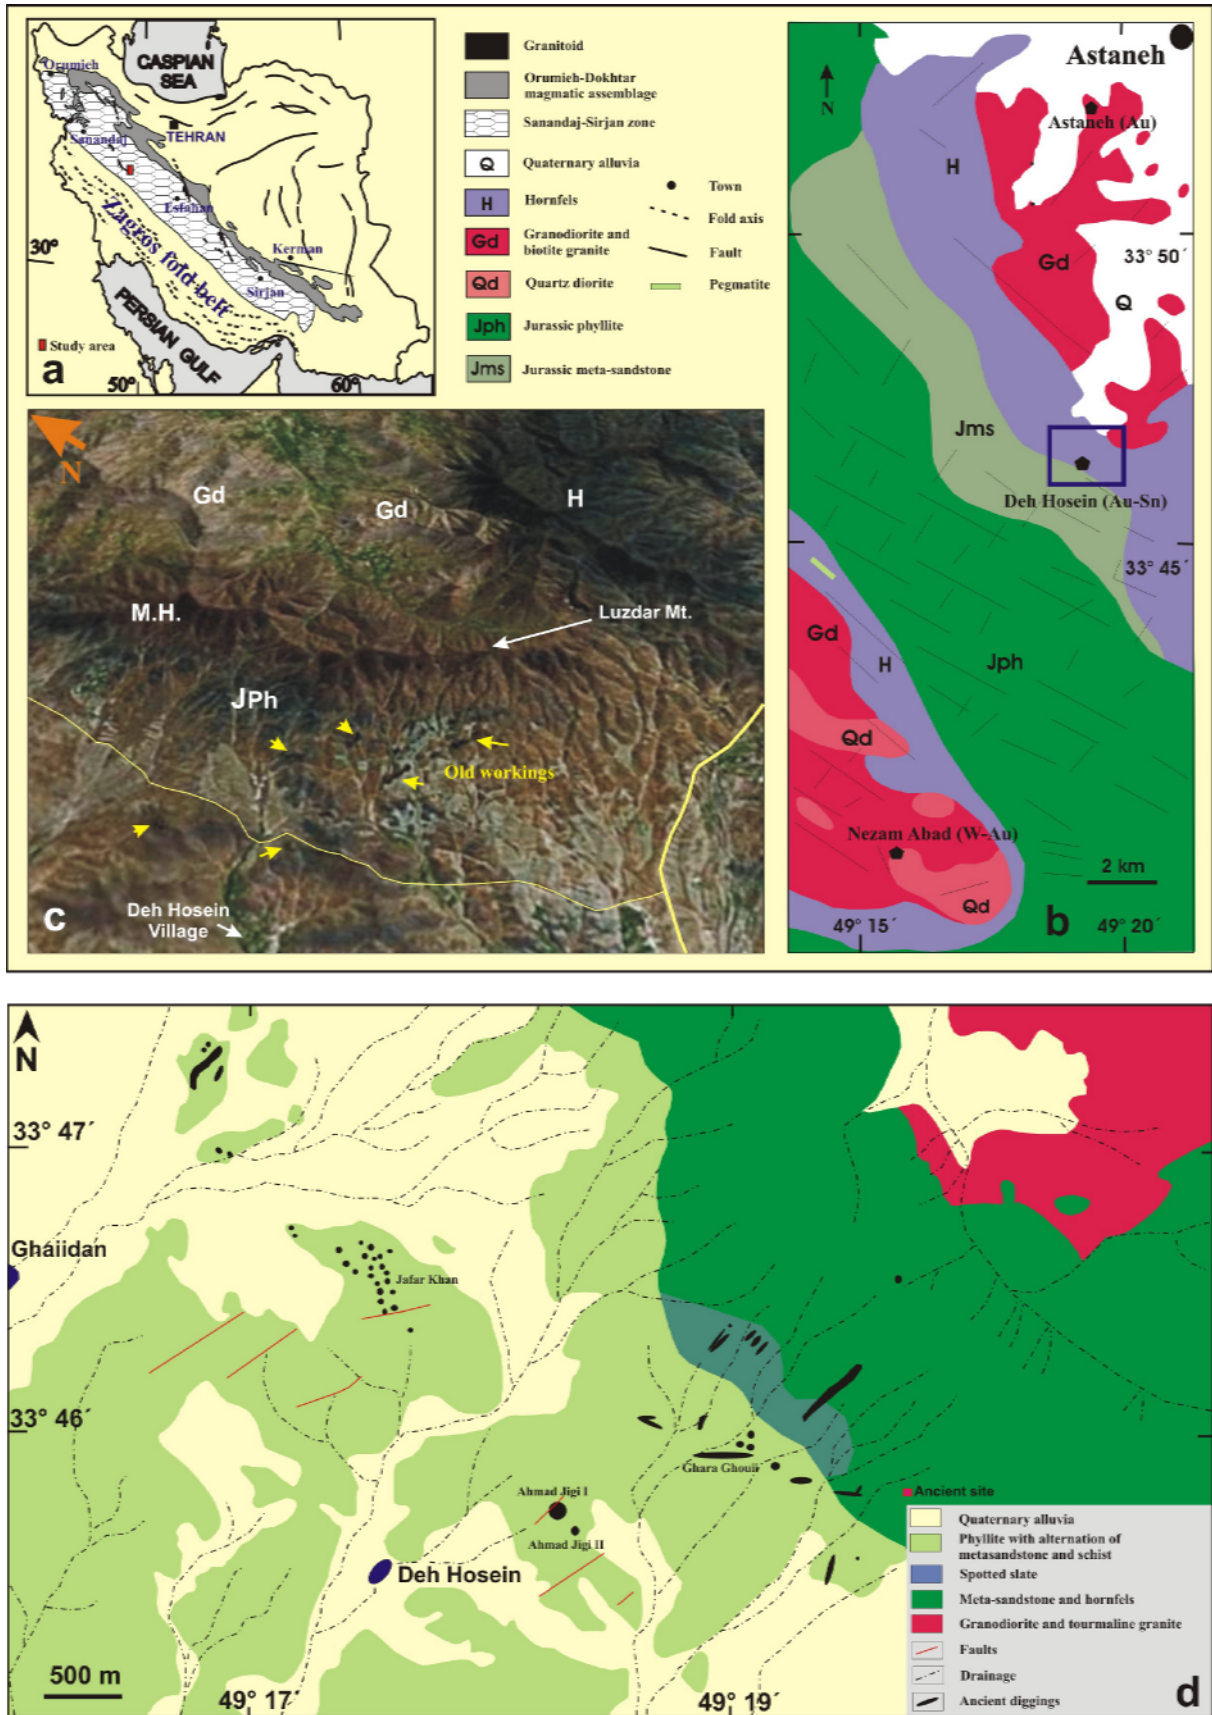 CASPIAN
SEA
Orumieh
Sanandaj
TEHRAN
Esfahan
Kerman
Sirjan
Zagros fold belt
PERSIAN GULF
30°
50°
60°
Study area
a
Granitoid
Orumieh-Dokhtar
magmatic assemblage
Sanandaj-Sirjan zone
Q
Quaternary alluvia
H
Hornfels
Gd
Granodiorite and
biotite granite
Qd
Quartz diorite
Jph
Jurassic phyllite
Jms
Jurassic meta-sandstone
Town
Fold axis
Fault
Pegmatite
Astaneh
N
Astaneh (Au)
H
33° 50´
Gd
Q
Jms
Deh Hosein (Au-Sn)
33° 45´
Gd
H
Jph
Qd
Nezam Abad (W-Au)
2 km
Qd
49° 15´
b
49° 20´
N
Gd
Gd
H
M.H.
Luzdar Mt.
JPh
Old workings
c
Deh Hosein
Village
N
33° 47´
Ghaiidan
Jafar Khan
33° 46´
Ghara Ghouii
Ahmad Jigi I
Ahmad Jigi II
Deh Hosein
500 m
49° 17´
49° 19´
Ancient site
Quaternary alluvia
Phyllite with alternation of
metasandstone and schist
Spotted slate
Meta-sandstone and hornfels
Granodiorite and tourmaline granite
Faults
Drainage
Ancient diggings
d